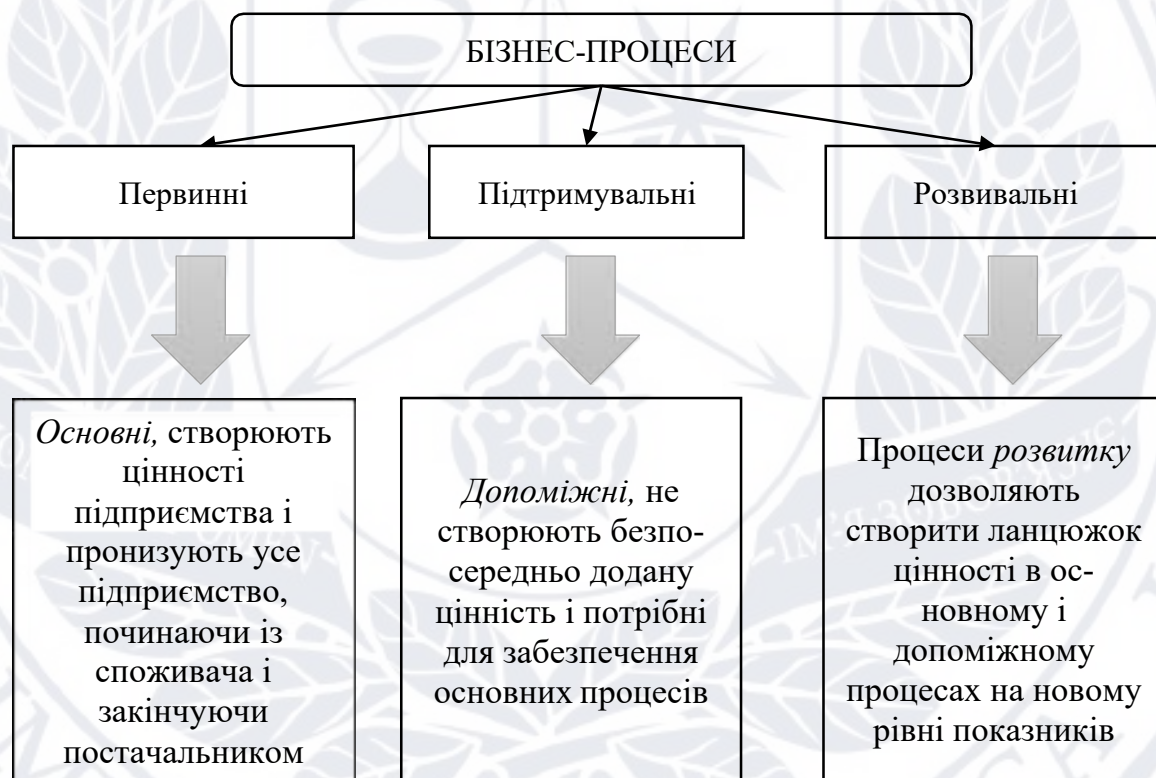 БІЗНЕС-ПРОЦЕСИ
Первинні
Підтримувальні
Розвивальні
Основні, створюють
цінності
підприємства і
пронизують усе
підприємство,
починаючи із
споживача і
закінчуючи
постачальником
Допоміжні, не
створюють безпо-
середньо додану
цінність і потрібні
для забезпечення
основних процесів
Процеси розвитку
дозволяють
створити ланцюжок
цінності в ос-
новному і
допоміжному
процесах на новому
рівні показників